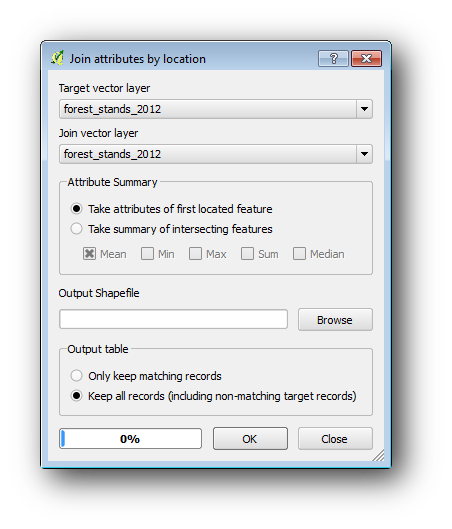 Join attributes by location
?
Target vector layer
forest_stands_2012
Join vector layer
forest_stands_2012
Attribute Summary
Take attributes of first located feature
Take summary of intersecting features
Mean Min Max Sum Median
Output Shapefile
Browse
Output table
Only keep matching records
Keep all records (including non-matching target records)
0% OK Close